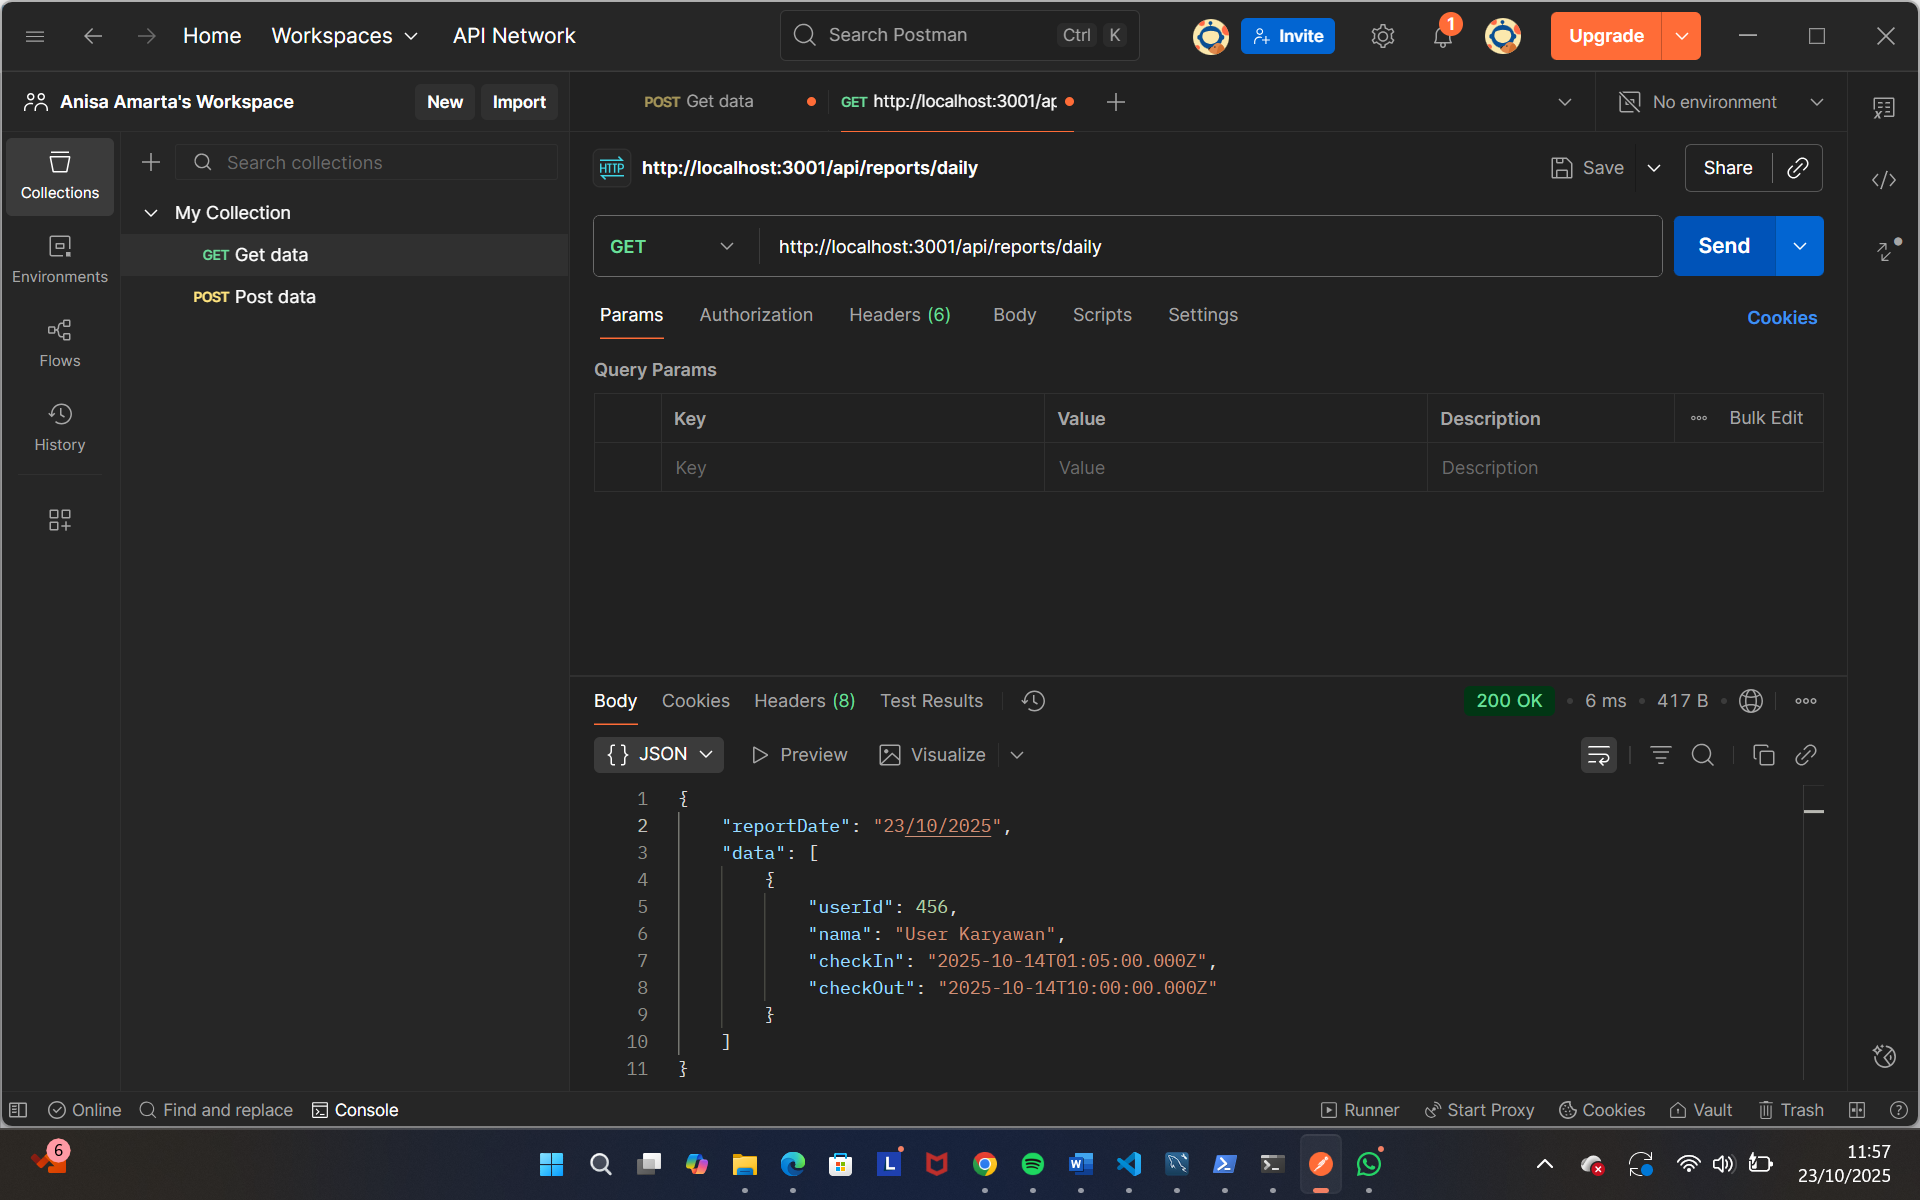 Home
Workspaces
API Network
Search Postman
Ctrl K
Invite
1
Upgrade
Anisa Amarta's Workspace
New
Import
POST Get data
GET http://localhost:3001/ap
No environment
Collections
Environments
Flows
History
Search collections
My Collection
GET Get data
POST Post data
HTTP http://localhost:3001/api/reports/daily
Save
Share
GET
http://localhost:3001/api/reports/daily
Send
Params
Authorization
Headers (6)
Body
Scripts
Settings
Cookies
Query Params
Key
Value
Description
Bulk Edit
Key
Value
Description
Body
Cookies
Headers (8)
Test Results
200 OK
6 ms
417 B
{} JSON
Preview
Visualize
1 {
2 "reportDate": "23/10/2025",
3 "data": [
4 {
5 "userId": 456,
6 "nama": "User Karyawan",
7 "checkIn": "2025-10-14T01:05:00.000Z",
8 "checkOut": "2025-10-14T10:00:00.000Z"
9 }
10 ]
11 }
Online
Find and replace
Console
Runner
Start Proxy
Cookies
Vault
Trash
6
L
W
11:57
23/10/2025